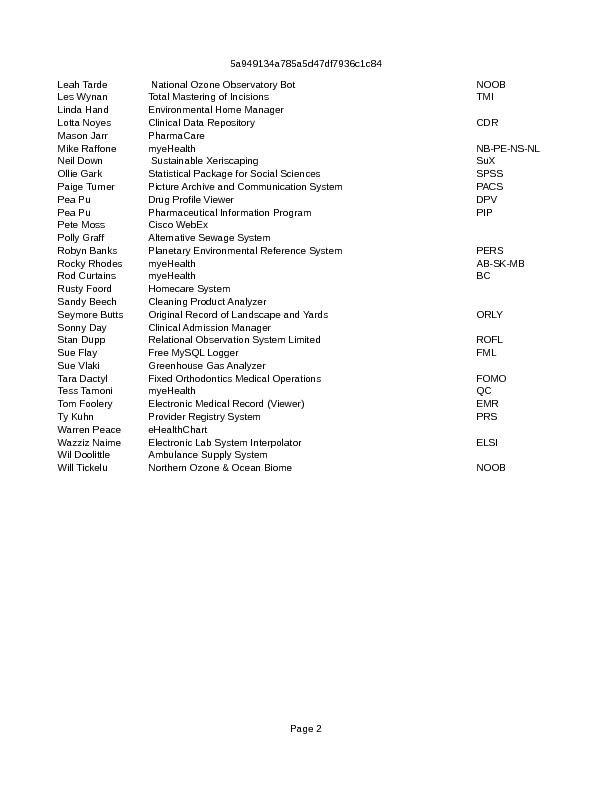 5a949134a785a5d47df7936c1c84
Leah Tarde National Ozone Observatory Bot NOOB
Les Wynan Total Mastering of Incisions TMI
Linda Hand Environmental Home Manager
Lotta Noyes Clinical Data Repository CDR
Mason Jarr PharmaCare
Mike Raffone myeHealth NB-PE-NS-NL
Neil Down Sustainable Xeriscaping SuX
Ollie Gark Statistical Package for Social Sciences SPSS
Paige Turner Picture Archive and Communication System PACS
Pea Pu Drug Profile Viewer DPV
Pea Pu Pharmaceutical Information Program PIP
Pete Moss Cisco WebEx
Polly Graff Alternative Sewage System
Robyn Banks Planetary Environmental Reference System PERS
Rocky Rhodes myeHealth AB-SK-MB
Rod Curtains myeHealth BC
Rusty Foord Homecare System
Sandy Beech Cleaning Product Analyzer
Seymore Butts Original Record of Landscape and Yards ORLY
Sonny Day Clinical Admission Manager
Stan Dupp Relational Observation System Limited ROFL
Sue Flay Free MySQL Logger FML
Sue Vlaki Greenhouse Gas Analyzer
Tara Dactyl Fixed Orthodontics Medical Operations FOMO
Tess Tamoni myeHealth QC
Tom Foolery Electronic Medical Record (Viewer) EMR
Ty Kuhn Provider Registry System PRS
Warren Peace eHealthChart
Wazziz Naime Electronic Lab System Interpolator ELSI
Wil Doolittle Ambulance Supply System
Will Tickelu Northern Ozone & Ocean Biome NOOB
Page 2